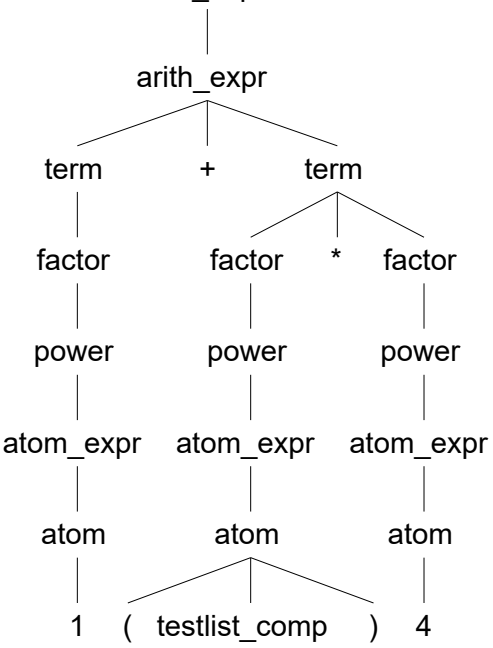 arith_expr
term + term
factor factor * factor
power power power
atom_expr atom_expr atom_expr
atom atom atom
1 ( testlist_comp ) 4